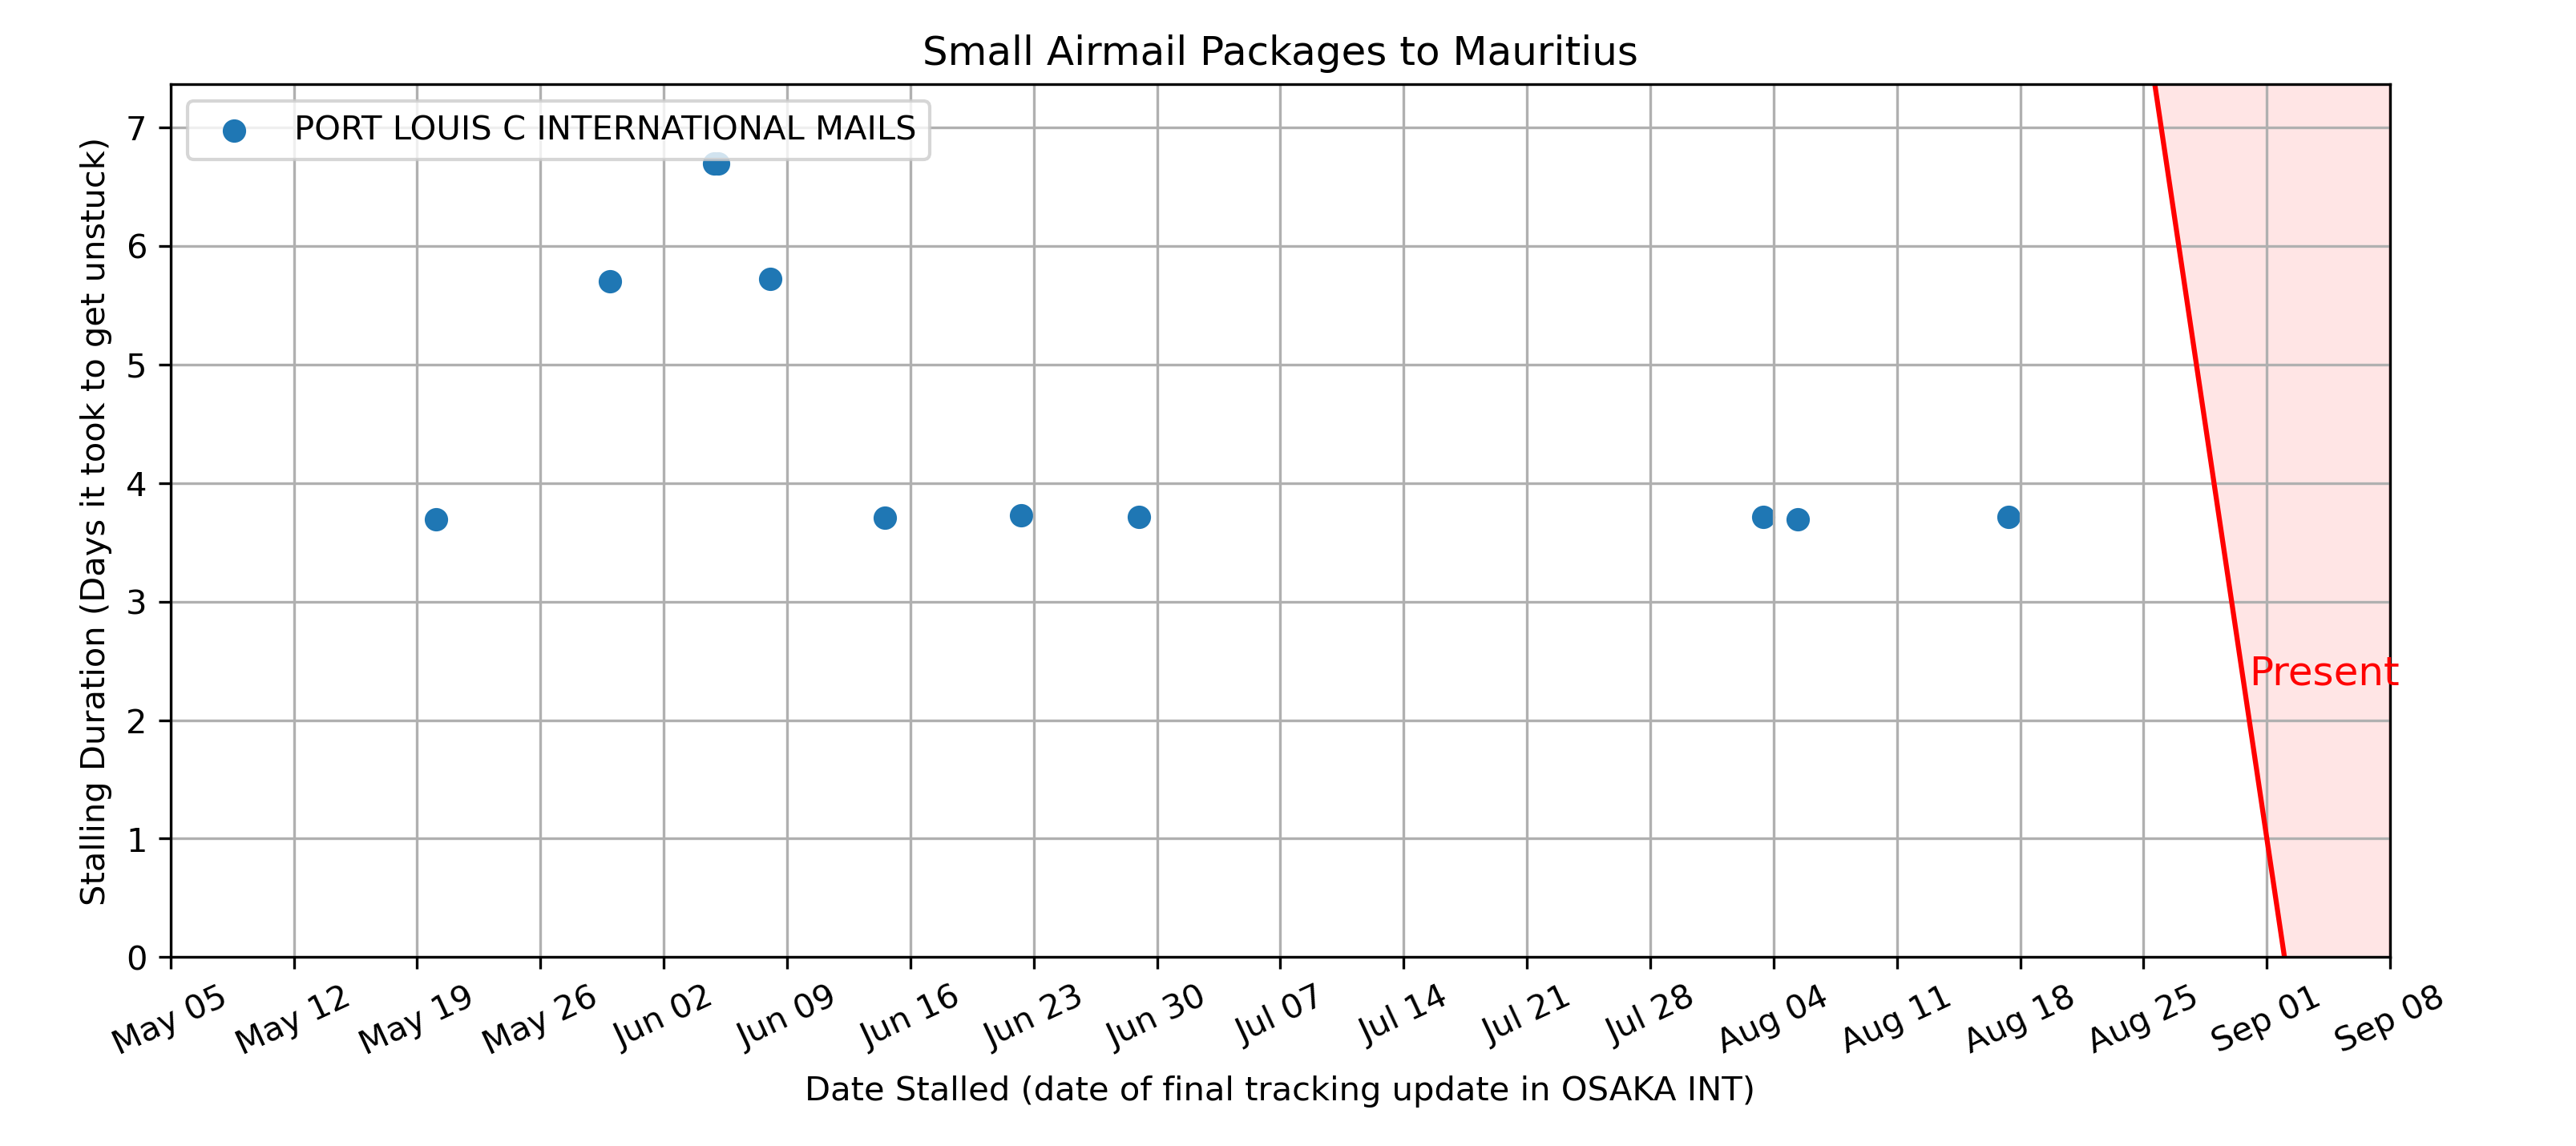 Small Airmail Packages to Mauritius
PORT LOUIS C INTERNATIONAL MAILS
Stalling Duration (Days it took to get unstuck)
7
6
5
4
3
2
1
0
Present
May 05
May 12
May 19
May 26
Jun 02
Jun 09
Jun 16
Jun 23
Jun 30
Jul 07
Jul 14
Jul 21
Jul 28
Aug 04
Aug 11
Aug 18
Aug 25
Sep 01
Sep 08
Date Stalled (date of final tracking update in OSAKA INT)